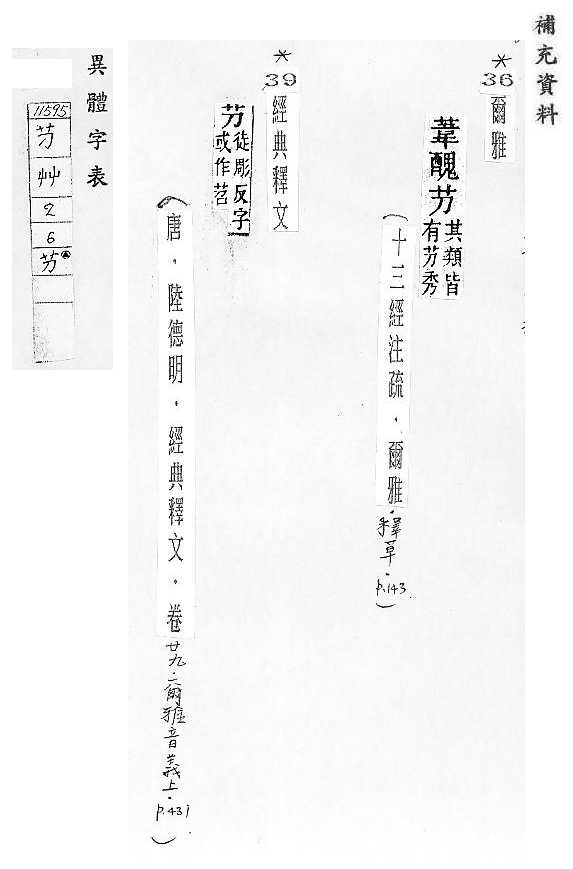 補充資料
*
36
爾雅
葦醜芀其類皆
有芀秀
(十三經注疏.爾雅.釋草.p.143)
*
39
經典釋文
芀徒彫反字
或作苕
(唐.陸德明.經典釋文.卷廿九.爾雅音義上.p.431)
異體字表
11595
芀
艸
2
6
芀